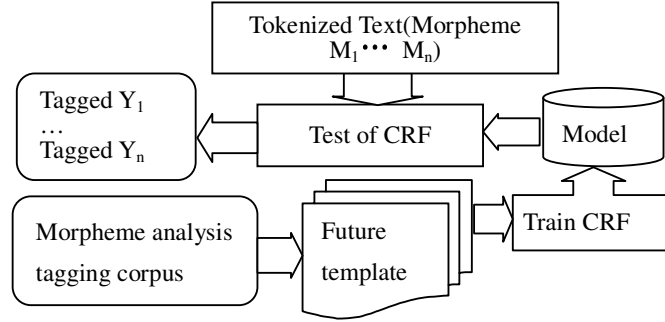 Tokenized Text(Morpheme
M₁⋯ Mₙ)
Tagged Y₁
…
Tagged Yₙ
Test of CRF
Model
Morpheme analysis
tagging corpus
Future
template
Train CRF